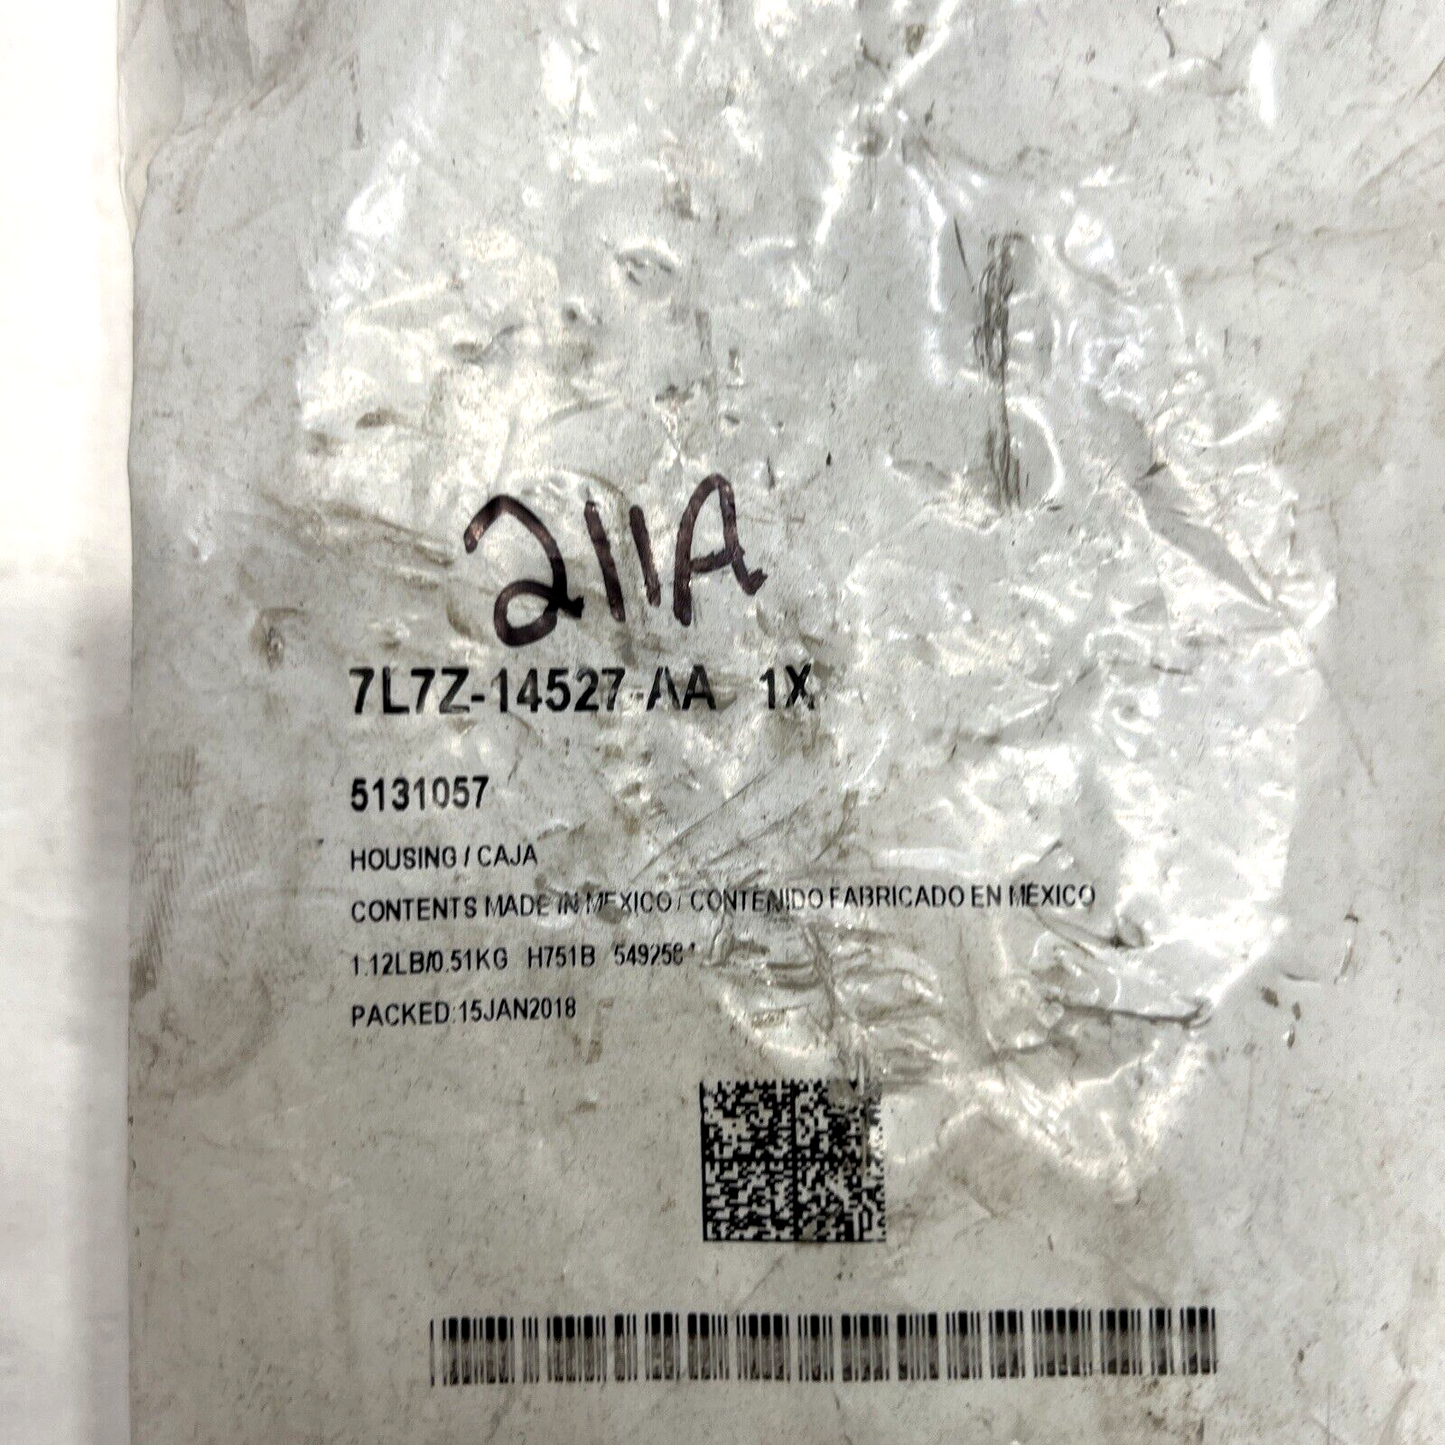 211A
7L7Z-14527-AA 1X
5131057
HOUSING / CAJA
CONTENTS MADE IN MEXICO / CONTENIDO FABRICADO EN MEXICO
1.12LB/0.51KG H751B
PACKED:15JAN2018